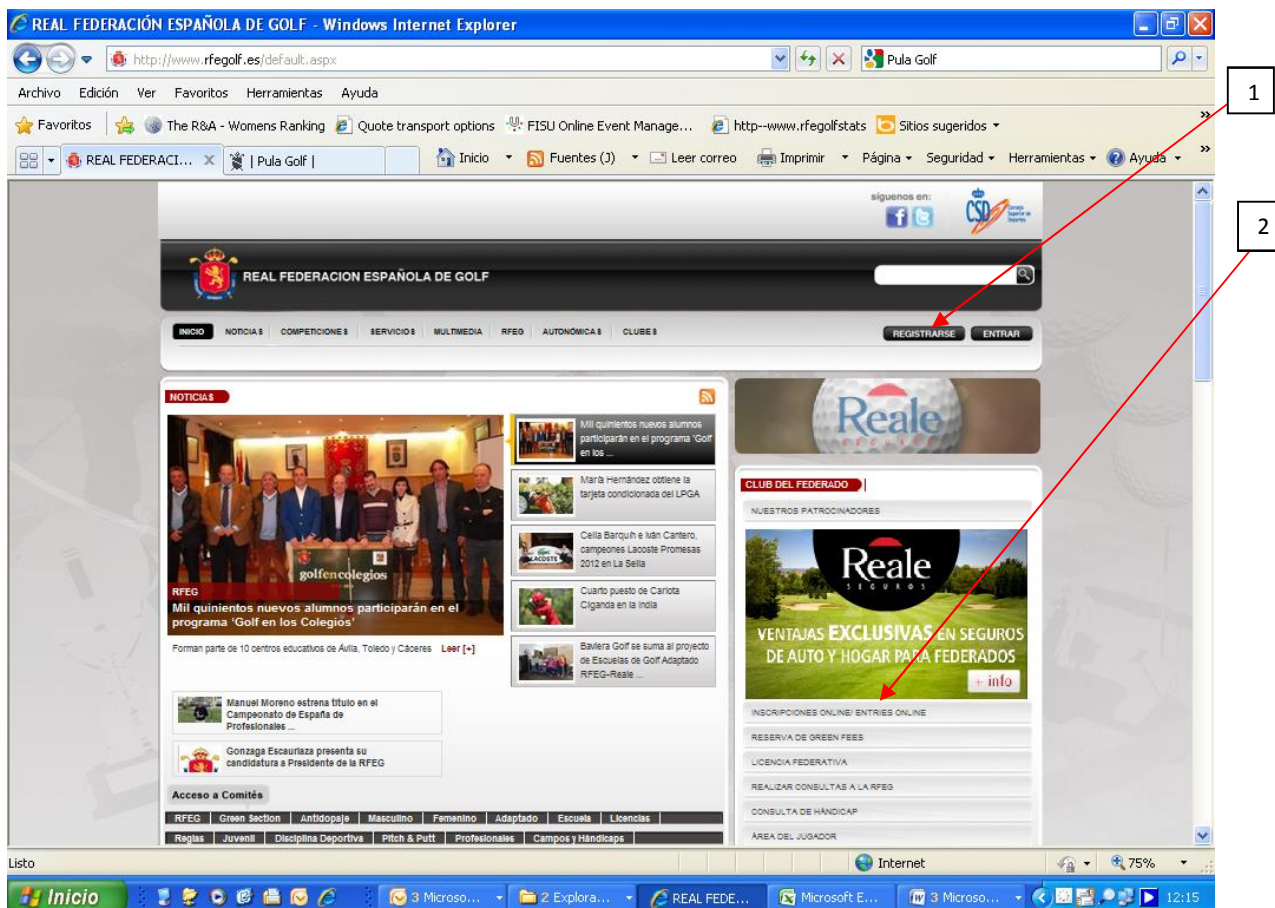 REAL FEDERACIÓN ESPAÑOLA DE GOLF - Windows Internet Explorer
http://www.rfegolf.es/default.aspx
Pula Golf
1
Archivo Edición Ver Favoritos Herramientas Ayuda
Favoritos The R&A - Womens Ranking Quote transport options FISU Online Event Manage... http--www.rfegolfstats Sitios sugeridos
REAL FEDERACI... | Pula Golf | Inicio Fuentes (J) Leer correo Imprimir Página Seguridad Herramientas Ayuda
2
síguenos en:
CSD
REAL FEDERACION ESPAÑOLA DE GOLF
INICIO NOTICIAS COMPETICIONES SERVICIOS MULTIMEDIA RFEG AUTONÓMICAS CLUBES
REGISTRARSE ENTRAR
NOTICIAS
golfencolegios
RFEG
Mil quinientos nuevos alumnos participarán en el
programa 'Golf en los Colegios'
Forman parte de 10 centros educativos de Ávila, Toledo y Cáceres Leer [+]
Mil quinientos nuevos alumnos
participarán en el programa 'Golf
en los ...
María Hernández obtiene la
tarjeta condicionada del LPGA
LACOSTE
Celia Barquín e Iván Cantero,
campeones Lacoste Promesas
2012 en La Sella
Cuarto puesto de Carlota
Ciganda en la India
Baviera Golf se suma al proyecto
de Escuelas de Golf Adaptado
RFEG-Reale ...
Manuel Moreno estrena título en el
Campeonato de España de
Profesionales ...
Gonzaga Escauriaza presenta su
candidatura a Presidente de la RFEG
Acceso a Comités
RFEG | Green Section | Antidopaje | Masculino | Femenino | Adaptado | Escuela | Licencias |
Reglas | Juvenil | Disciplina Deportiva | Pitch & Putt | Profesionales | Campos y Hándicaps |
Reale
SEGUROS
CLUB DEL FEDERADO
NUESTROS PATROCINADORES
Reale
SEGUROS
VENTAJAS EXCLUSIVAS EN SEGUROS
DE AUTO Y HOGAR PARA FEDERADOS
+ info
INSCRIPCIONES ONLINE/ ENTRIES ONLINE
RESERVA DE GREEN FEES
LICENCIA FEDERATIVA
REALIZAR CONSULTAS A LA RFEG
CONSULTA DE HÁNDICAP
ÁREA DEL JUGADOR
Listo Internet 75%
Inicio 3 Microso... 2 Explora... REAL FEDE... Microsoft E... 3 Microso... 12:15